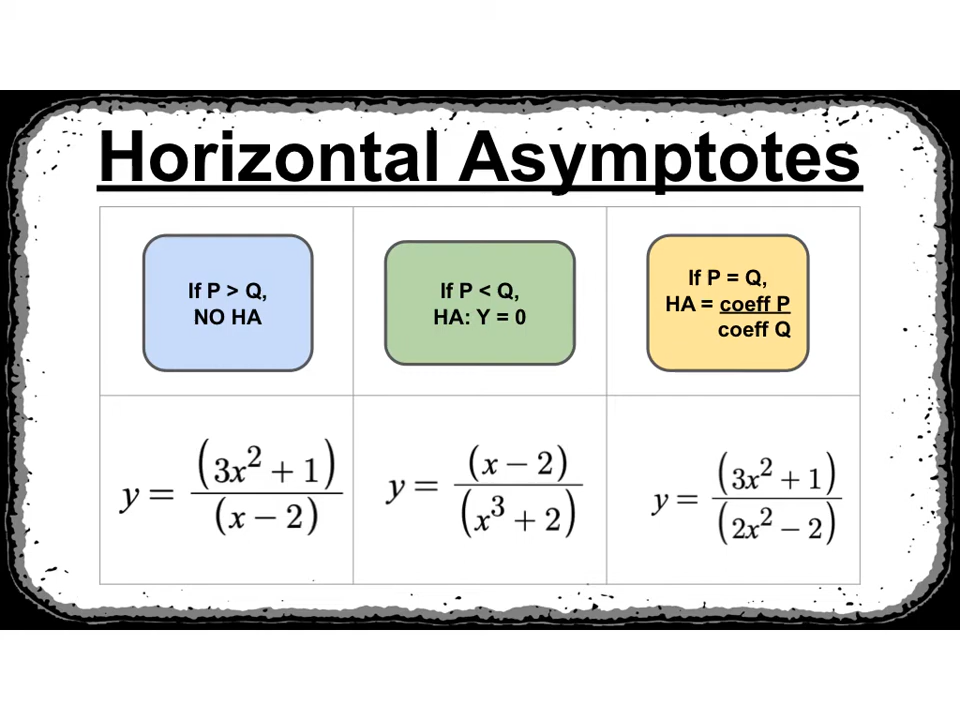 Horizontal Asymptotes
If P > Q,
NO HA
If P < Q,
HA: Y = 0
If P = Q,
HA = coeff P
coeff Q
y = (3x² + 1) / (x − 2)
y = (x − 2) / (x³ + 2)
y = (3x² + 1) / (2x² − 2)